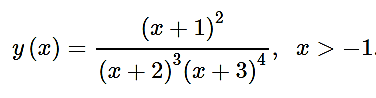 y (x) = (x + 1)² / (x + 2)³(x + 3)⁴, x > −1.